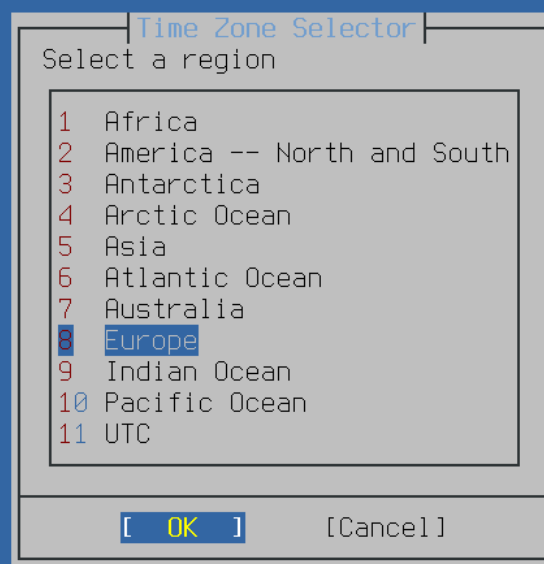 Time Zone Selector
Select a region
1 Africa
2 America -- North and South
3 Antarctica
4 Arctic Ocean
5 Asia
6 Atlantic Ocean
7 Australia
8 Europe
9 Indian Ocean
10 Pacific Ocean
11 UTC
[ OK ] [Cancel]